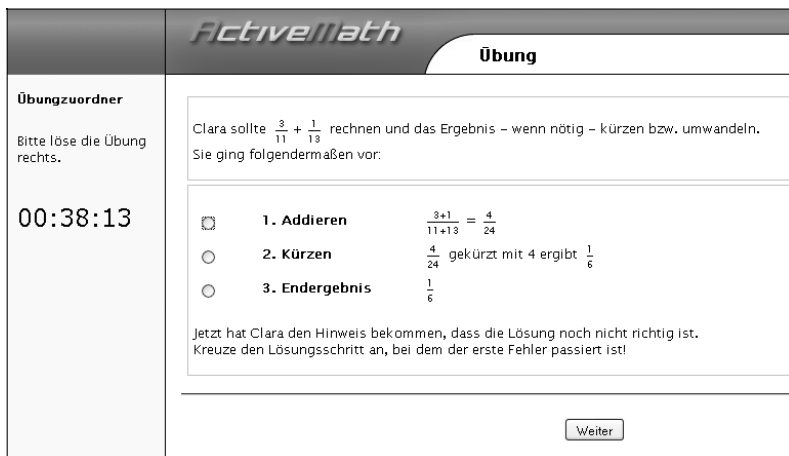 ActiveMath
Übung
Übungzuordner
Bitte löse die Übung
rechts.
00:38:13
Clara sollte 3/11 + 1/13 rechnen und das Ergebnis – wenn nötig – kürzen bzw. umwandeln.
Sie ging folgendermaßen vor:
1. Addieren 3+1/11+13 = 4/24
2. Kürzen 4/24 gekürzt mit 4 ergibt 1/6
3. Endergebnis 1/6
Jetzt hat Clara den Hinweis bekommen, dass die Lösung noch nicht richtig ist.
Kreuze den Lösungsschritt an, bei dem der erste Fehler passiert ist!
Weiter